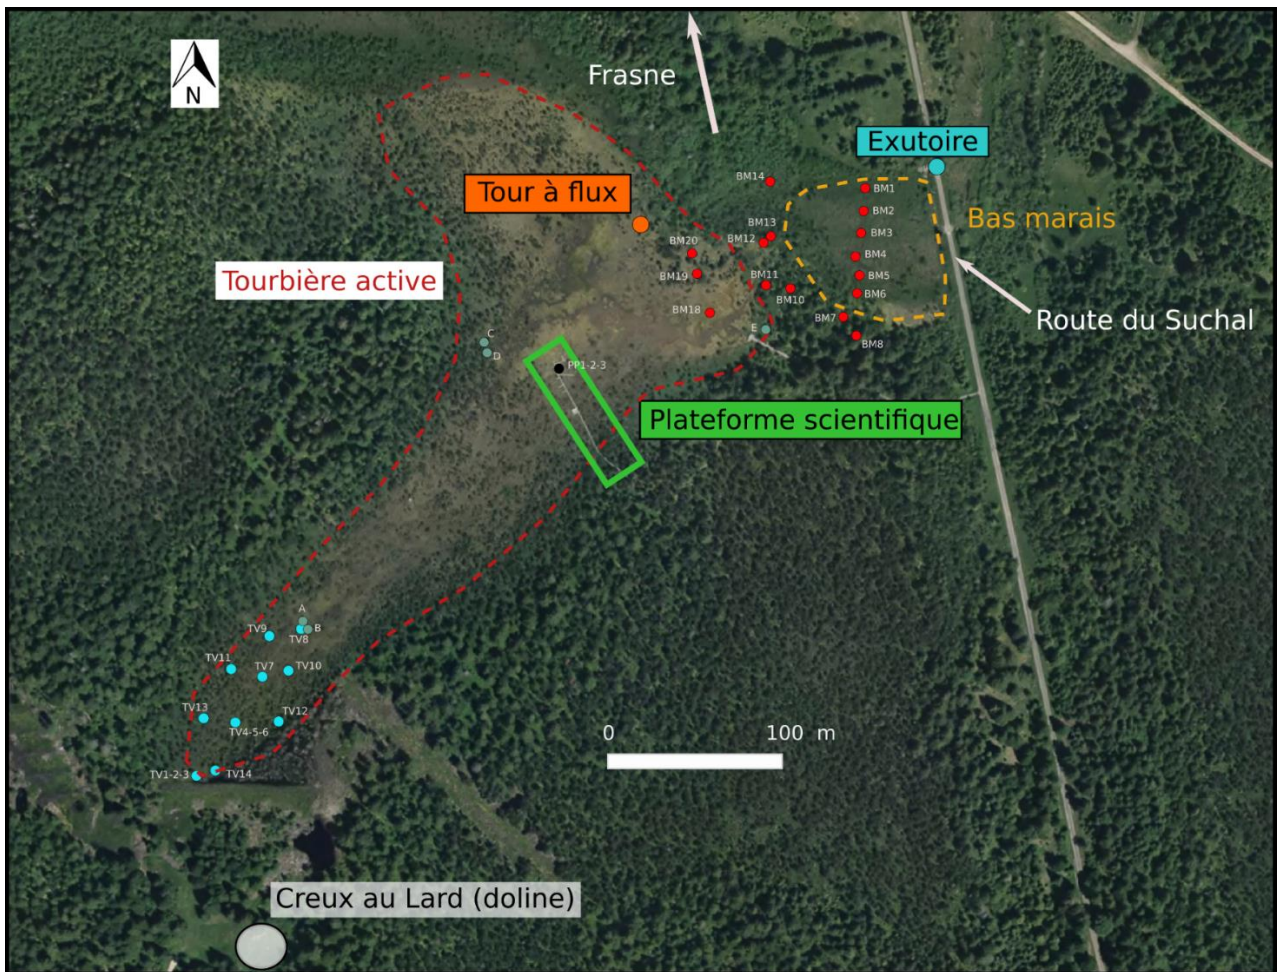 Frasne
N
Exutoire
BM14
BM1
Tour à flux
BM2
Bas marais
BM13
BM3
BM12
BM20
BM4
Tourbière active
BM19
BM11
BM5
BM10
BM6
BM18
BM7
Route du Suchal
E
C
BM8
D
PP1-2-3
Plateforme scientifique
A
TV9
B
TV8
TV11
TV7
TV10
TV13
TV12
TV4-5-6
0
100 m
TV1-2-3
TV14
Creux au Lard (doline)